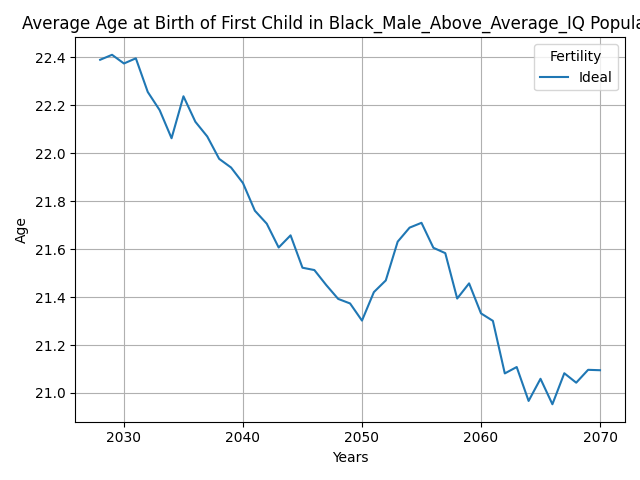 Average Age at Birth of First Child in Black_Male_Above_Average_IQ Popula
Fertility
Ideal
22.4
22.2
22.0
21.8
21.6
21.4
21.2
21.0
Age
2030 2040 2050 2060 2070
Years